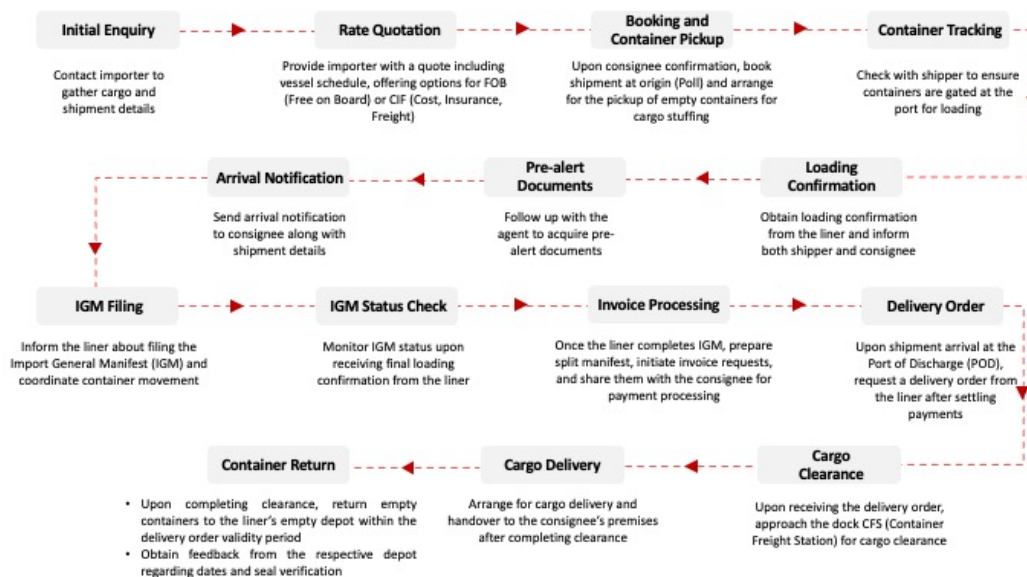 Initial Enquiry
Contact importer to
gather cargo and
shipment details
Rate Quotation
Provide importer with a quote including
vessel schedule, offering options for FOB
(Free on Board) or CIF (Cost, Insurance,
Freight)
Booking and
Container Pickup
Upon consignee confirmation, book
shipment at origin (Poll) and arrange
for the pickup of empty containers for
cargo stuffing
Container Tracking
Check with shipper to ensure
containers are gated at the
port for loading
Loading
Confirmation
Obtain loading confirmation
from the liner and inform
both shipper and consignee
Pre-alert
Documents
Follow up with the
agent to acquire pre-
alert documents
Arrival Notification
Send arrival notification
to consignee along with
shipment details
IGM Filing
Inform the liner about filing the
Import General Manifest (IGM) and
coordinate container movement
IGM Status Check
Monitor IGM status upon
receiving final loading
confirmation from the liner
Invoice Processing
Once the liner completes IGM, prepare
split manifest, initiate invoice requests,
and share them with the consignee for
payment processing
Delivery Order
Upon shipment arrival at the
Port of Discharge (POD),
request a delivery order from
the liner after settling
payments
Cargo
Clearance
Upon receiving the delivery order,
approach the dock CFS (Container
Freight Station) for cargo clearance
Cargo Delivery
Arrange for cargo delivery and
handover to the consignee's premises
after completing clearance
Container Return
• Upon completing clearance, return empty
containers to the liner's empty depot within the
delivery order validity period
• Obtain feedback from the respective depot
regarding dates and seal verification